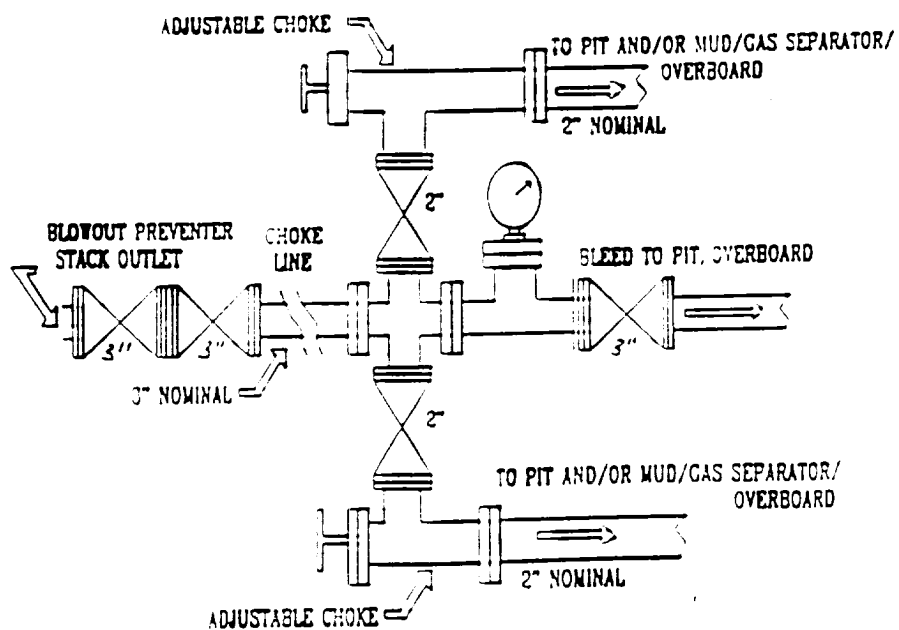 ADJUSTABLE CHOKE
TO PIT AND/OR MUD/GAS SEPARATOR/
OVERBOARD
2" NOMINAL
2"
BLOWOUT PREVENTER
STACK OUTLET
CHOKE
LINE
BLEED TO PIT, OVERBOARD
3"
3"
3"
3" NOMINAL
2"
TO PIT AND/OR MUD/GAS SEPARATOR/
OVERBOARD
2" NOMINAL
ADJUSTABLE CHOKE